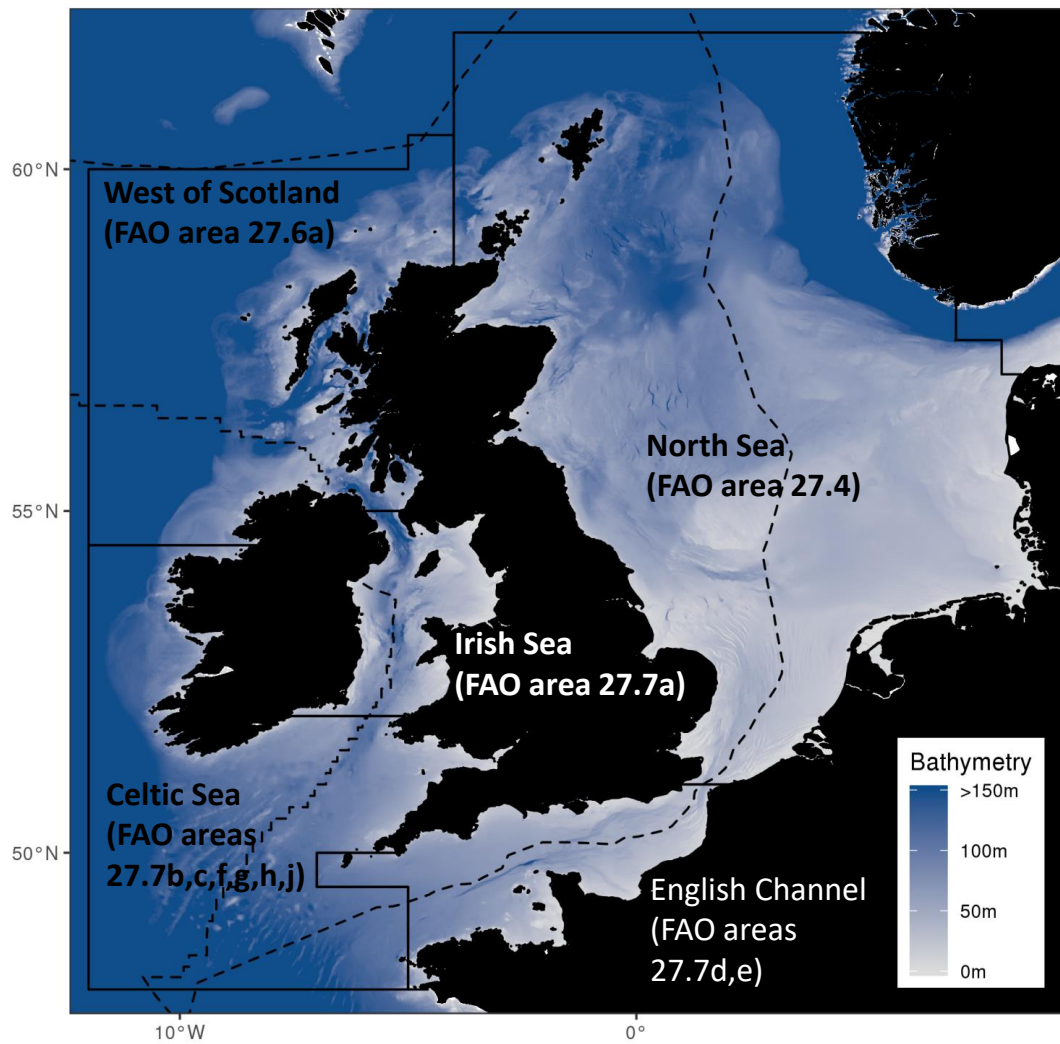 60°N
55°N
50°N
10°W
0°
West of Scotland
(FAO area 27.6a)
North Sea
(FAO area 27.4)
Irish Sea
(FAO area 27.7a)
Celtic Sea
(FAO areas
27.7b,c,f,g,h,j)
English Channel
(FAO areas
27.7d,e)
Bathymetry
>150m
100m
50m
0m